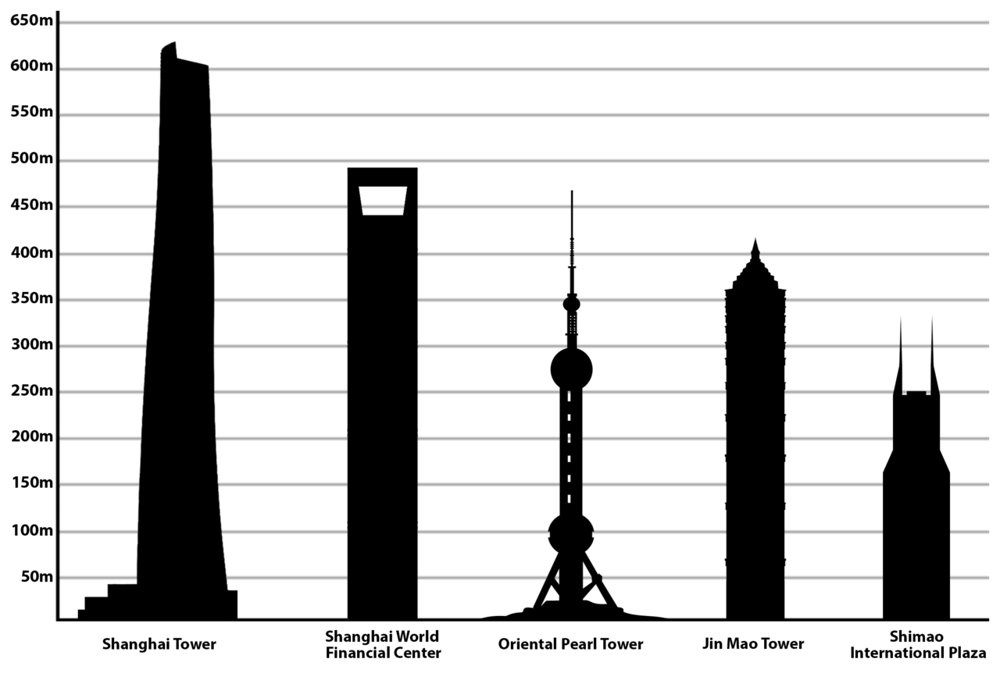 650m
600m
550m
500m
450m
400m
350m
300m
250m
200m
150m
100m
50m
Shanghai Tower
Shanghai World
Financial Center
Oriental Pearl Tower
Jin Mao Tower
Shimao
International Plaza